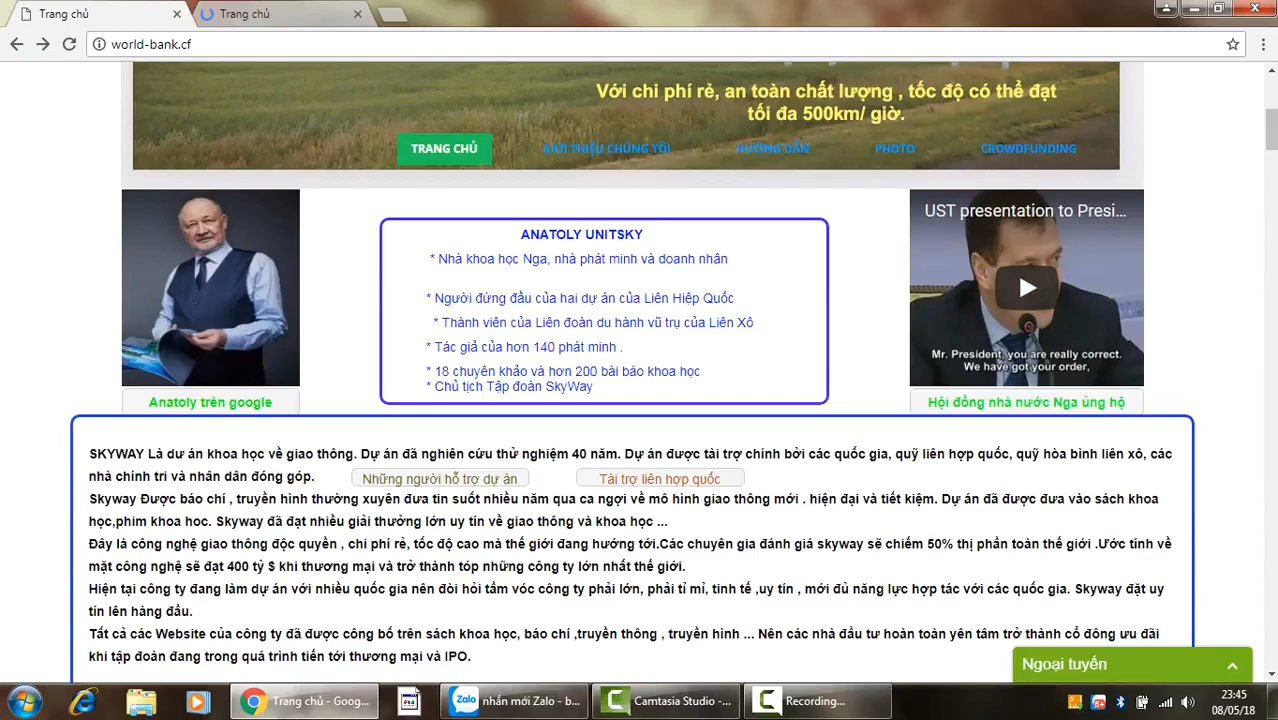 Trang chủ
Trang chủ
world-bank.cf
Với chi phí rẻ, an toàn chất lượng , tốc độ có thể đạt
tối đa 500km/ giờ.
TRANG CHỦ
GIỚI THIỆU CHÚNG TÔI
HƯỚNG DẪN
PHOTO
CROWDFUNDING
ANATOLY UNITSKY
* Nhà khoa học Nga, nhà phát minh và doanh nhân
* Người đứng đầu của hai dự án của Liên Hiệp Quốc
* Thành viên của Liên đoàn du hành vũ trụ của Liên Xô
* Tác giả của hơn 140 phát minh .
* 18 chuyên khảo và hơn 200 bài báo khoa học
* Chủ tịch Tập đoàn SkyWay
UST presentation to Presi...
Mr. President, you are really correct.
We have got your order,
Anatoly trên google
Hội đồng nhà nước Nga ủng hộ
SKYWAY Là dư án khoa học về giao thông. Dự án đã nghiên cứu thử nghiệm 40 năm. Dự án được tài trợ chính bởi các quốc gia, quỹ liên hợp quốc, quỹ hòa bình liên xô, các
nhà chính tri và nhân dân đóng góp.
Những người hỗ trợ dự án
Tài trợ liên hợp quốc
Skyway Được báo chí , truyền hình thường xuyên đưa tin suốt nhiều năm qua ca ngợi về mô hình giao thông mới . hiện đại và tiết kiệm. Dự án đã được đưa vào sách khoa
học,phim khoa hoc. Skyway đã đạt nhiều giải thưởng lớn uy tín về giao thông và khoa học ...
Đây là công nghệ giao thông độc quyền , chi phí rẻ, tốc độ cao mà thế giới đang hướng tới.Các chuyên gia đánh giá skyway sẽ chiếm 50% thị phần toàn thế giới .Ước tính về
mặt công nghệ sẽ đạt 400 tỷ $ khi thương mại và trở thành tóp những công ty lớn nhất thế giới.
Hiện tại công ty đang làm dự án với nhiều quốc gia nên đòi hỏi tầm vóc công ty phải lớn, phải tỉ mỉ, tinh tế ,uy tín , mới đủ năng lực hợp tác với các quốc gia. Skyway đặt uy
tín lên hàng đầu.
Tất cả các Website của công ty đã được công bố trên sách khoa học, báo chí ,truyền thông , truyền hình ... Nên các nhà đầu tư hoàn toàn yên tâm trở thành cổ đông ưu đãi
khi tập đoàn đang trong quá trình tiến tới thương mại và IPO.
Ngoại tuyến
Trang chủ - Goog...
nhắn mới Zalo - b...
Camtasia Studio - ...
Recording...
23:45
08/05/18